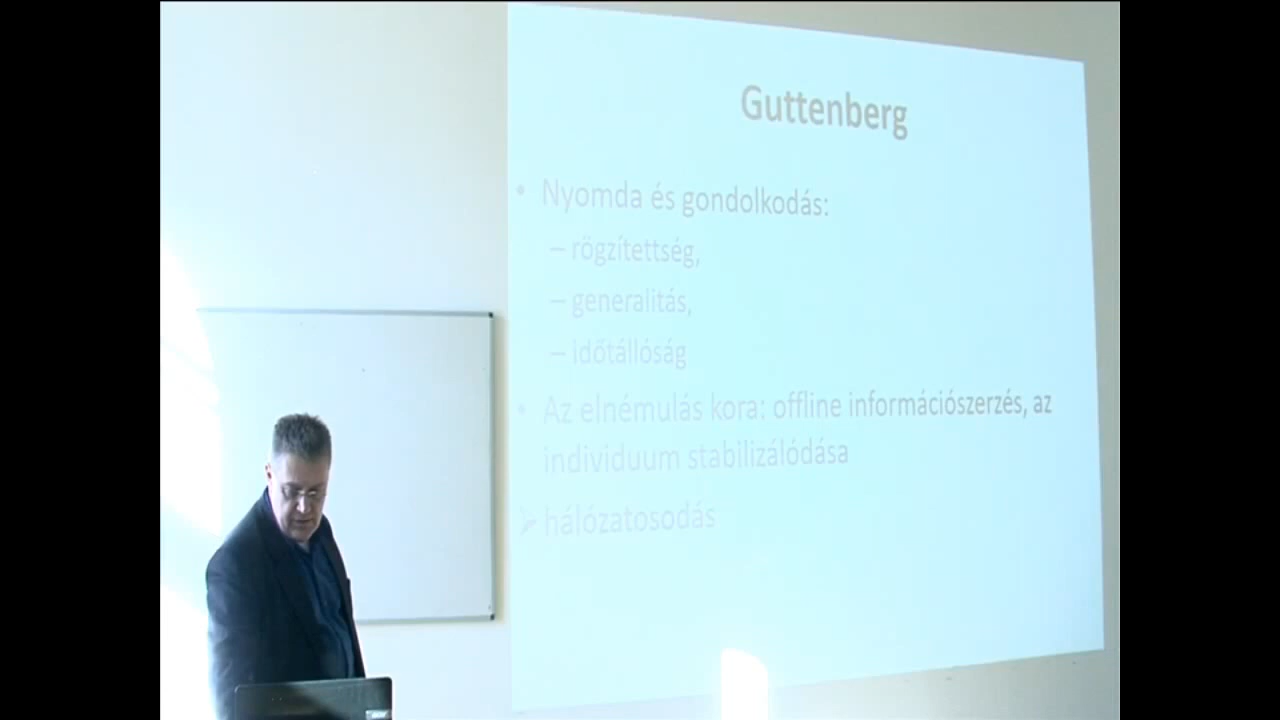 Guttenberg
• Nyomda és gondolkodás:
– rögzítettség,
– generalitás,
– időtállóság
• Az elnémulás kora: offline információszerzés, az
individuum stabilizálódása
➢ hálózatosodás